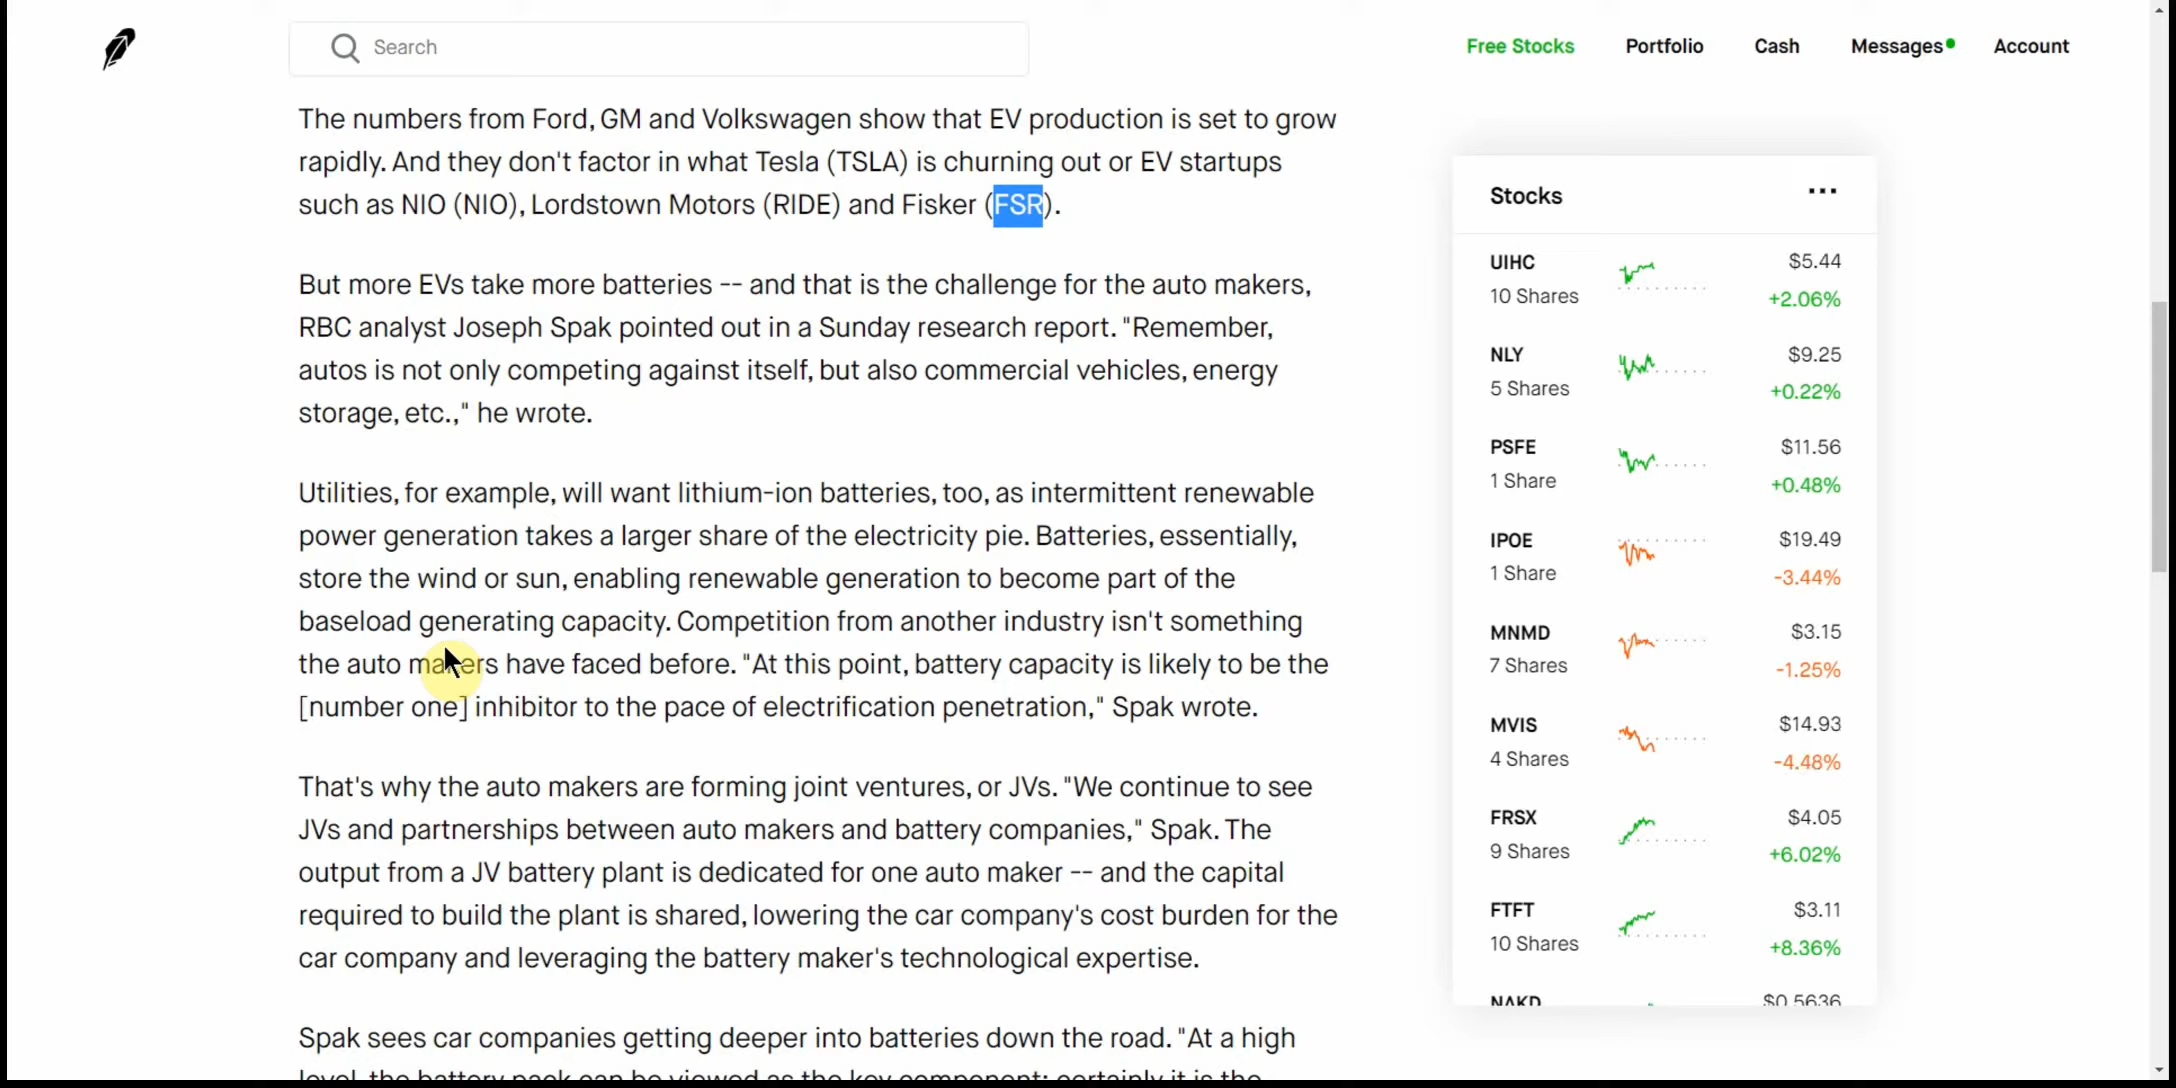 Search
Free Stocks Portfolio Cash Messages Account
The numbers from Ford, GM and Volkswagen show that EV production is set to grow
rapidly. And they don't factor in what Tesla (TSLA) is churning out or EV startups
such as NIO (NIO), Lordstown Motors (RIDE) and Fisker (FSR).
But more EVs take more batteries -- and that is the challenge for the auto makers,
RBC analyst Joseph Spak pointed out in a Sunday research report. "Remember,
autos is not only competing against itself, but also commercial vehicles, energy
storage, etc.," he wrote.
Utilities, for example, will want lithium-ion batteries, too, as intermittent renewable
power generation takes a larger share of the electricity pie. Batteries, essentially,
store the wind or sun, enabling renewable generation to become part of the
baseload generating capacity. Competition from another industry isn't something
the auto makers have faced before. "At this point, battery capacity is likely to be the
[number one] inhibitor to the pace of electrification penetration," Spak wrote.
That's why the auto makers are forming joint ventures, or JVs. "We continue to see
JVs and partnerships between auto makers and battery companies," Spak. The
output from a JV battery plant is dedicated for one auto maker -- and the capital
required to build the plant is shared, lowering the car company's cost burden for the
car company and leveraging the battery maker's technological expertise.
Spak sees car companies getting deeper into batteries down the road. "At a high
level, the battery pack can be viewed as the key component; certainly it is the
Stocks
UIHC $5.44
10 Shares +2.06%
NLY $9.25
5 Shares +0.22%
PSFE $11.56
1 Share +0.48%
IPOE $19.49
1 Share -3.44%
MNMD $3.15
7 Shares -1.25%
MVIS $14.93
4 Shares -4.48%
FRSX $4.05
9 Shares +6.02%
FTFT $3.11
10 Shares +8.36%
NAKD $0.5636